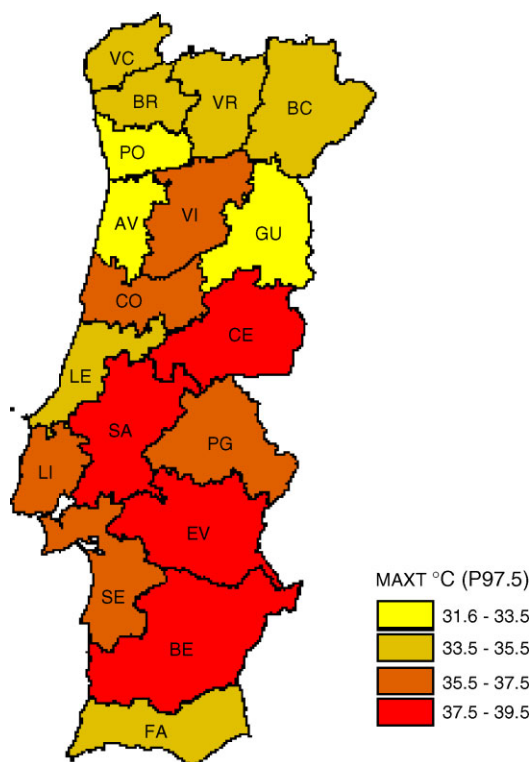 VC
BR
VR
BC
PO
AV
VI
GU
CO
CE
LE
SA
PG
LI
EV
SE
BE
FA
MAXT °C (P97.5)
31.6 - 33.5
33.5 - 35.5
35.5 - 37.5
37.5 - 39.5